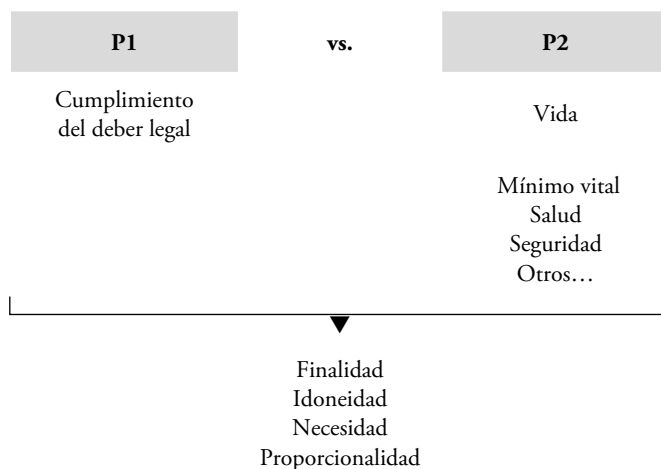 P1 vs. P2
Cumplimiento
del deber legal
Vida
Mínimo vital
Salud
Seguridad
Otros…
Finalidad
Idoneidad
Necesidad
Proporcionalidad